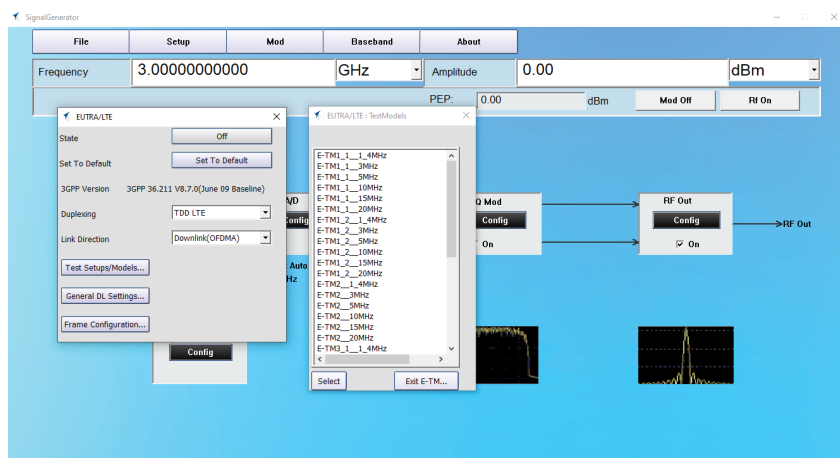 SignalGenerator
File Setup Mod Baseband About
Frequency 3.00000000000 GHz Amplitude 0.00 dBm
PEP: 0.00 dBm Mod Off Rf On
EUTRA/LTE
State Off
Set To Default Set To Default
3GPP Version 3GPP 36.211 V8.7.0(June 09 Baseline)
Duplexing TDD LTE
Link Direction Downlink(OFDMA)
Test Setups/Models...
General DL Settings...
Frame Configuration...
Config
EUTRA/LTE : TestModels
E-TM1_1__1_4MHz
E-TM1_1__3MHz
E-TM1_1__5MHz
E-TM1_1__10MHz
E-TM1_1__15MHz
E-TM1_1__20MHz
E-TM1_2__1_4MHz
E-TM1_2__3MHz
E-TM1_2__5MHz
E-TM1_2__10MHz
E-TM1_2__15MHz
E-TM1_2__20MHz
E-TM2__1_4MHz
E-TM2__3MHz
E-TM2__5MHz
E-TM2__10MHz
E-TM2__15MHz
E-TM2__20MHz
E-TM3_1__1_4MHz
Select Exit E-TM...
A/D
Config
Auto
Hz
Q Mod
Config
On
RF Out
Config
On
RF Out